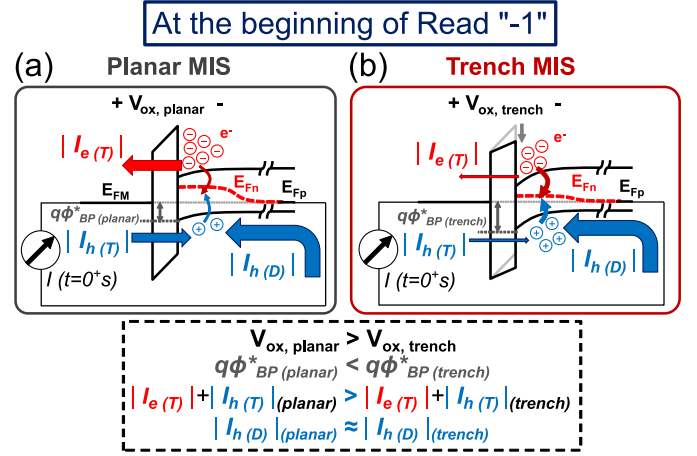 At the beginning of Read "-1"
(a) Planar MIS
+ V_ox, planar -
e-
| I_e (T) |
E_FM
E_Fn
E_Fp
qϕ*_BP (planar)
| I_h (T) |
| I_h (D) |
I (t=0⁺s)
(b) Trench MIS
+ V_ox, trench -
e-
| I_e (T) |
E_Fn
E_Fp
qϕ*_BP (trench)
| I_h (T) |
| I_h (D) |
I (t=0⁺s)
V_ox, planar > V_ox, trench
qϕ*_BP (planar) < qϕ*_BP (trench)
| I_e (T) |+| I_h (T) |(planar) > | I_e (T) |+| I_h (T) |(trench)
| I_h (D) |(planar) ≈ | I_h (D) |(trench)